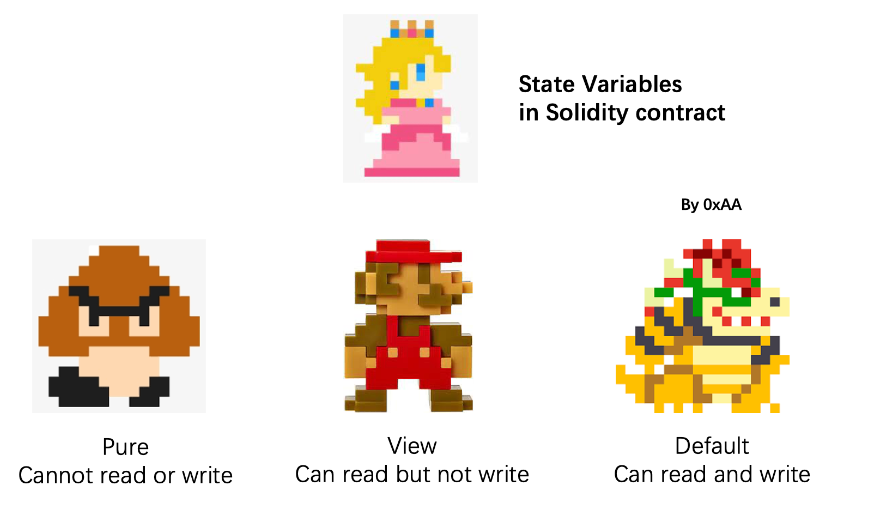 State Variables
in Solidity contract
By 0xAA
Pure
Cannot read or write
View
Can read but not write
Default
Can read and write